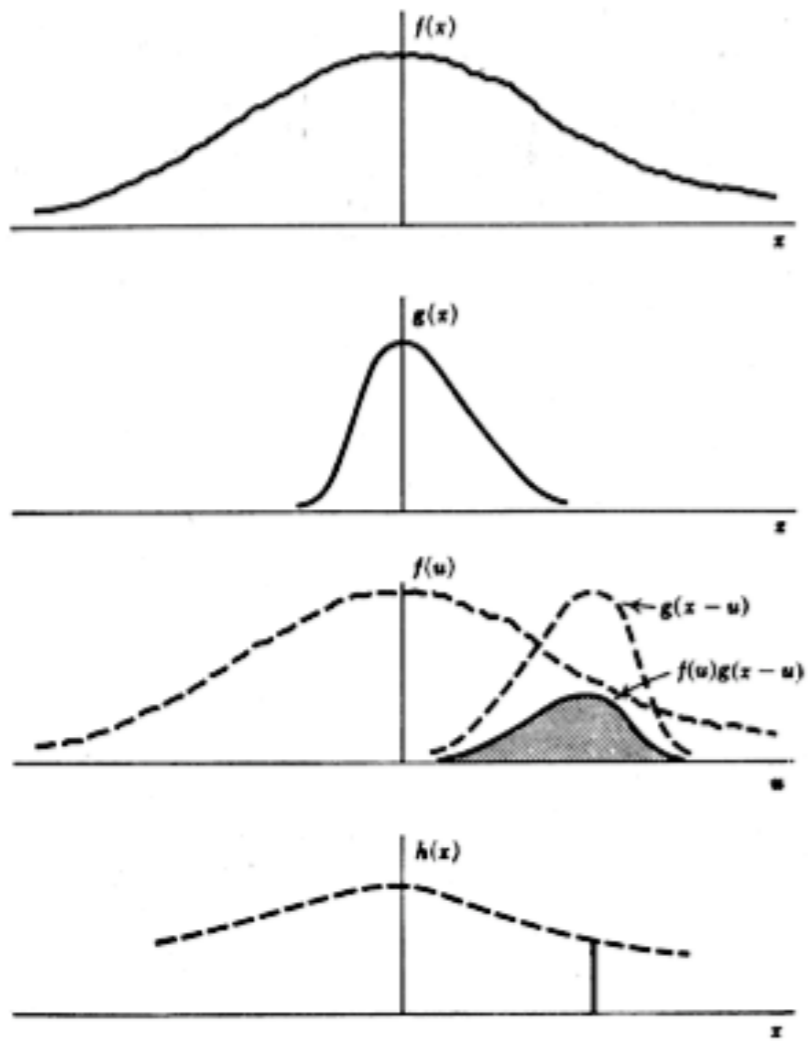 f(x)
x
g(x)
x
f(u)
g(x − u)
f(u)g(x − u)
u
h(x)
x